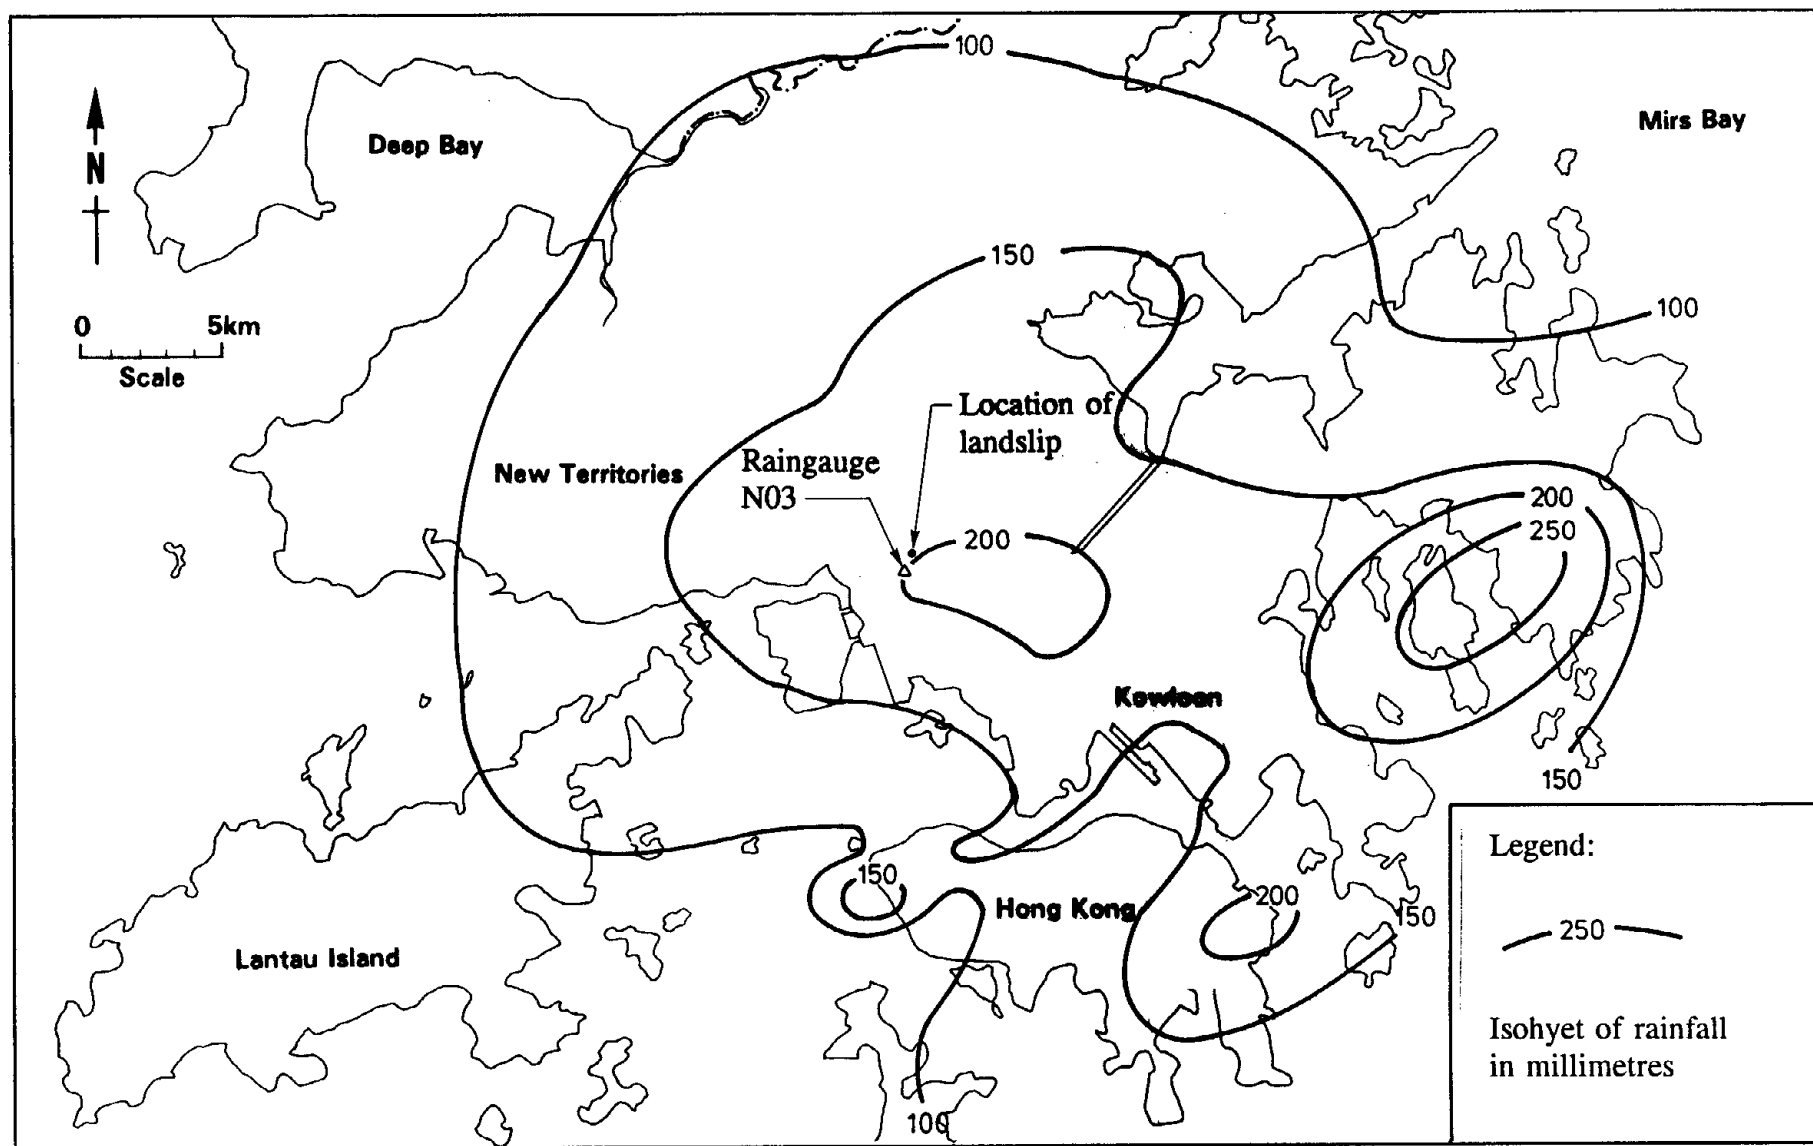 100
Mirs Bay
Deep Bay
N
150
100
0 5km
Scale
Location of
landslip
Raingauge
N03
New Territories
200
200
250
Kowloon
150
Legend:
250
Isohyet of rainfall
in millimetres
150
200
150
Hong Kong
Lantau Island
100